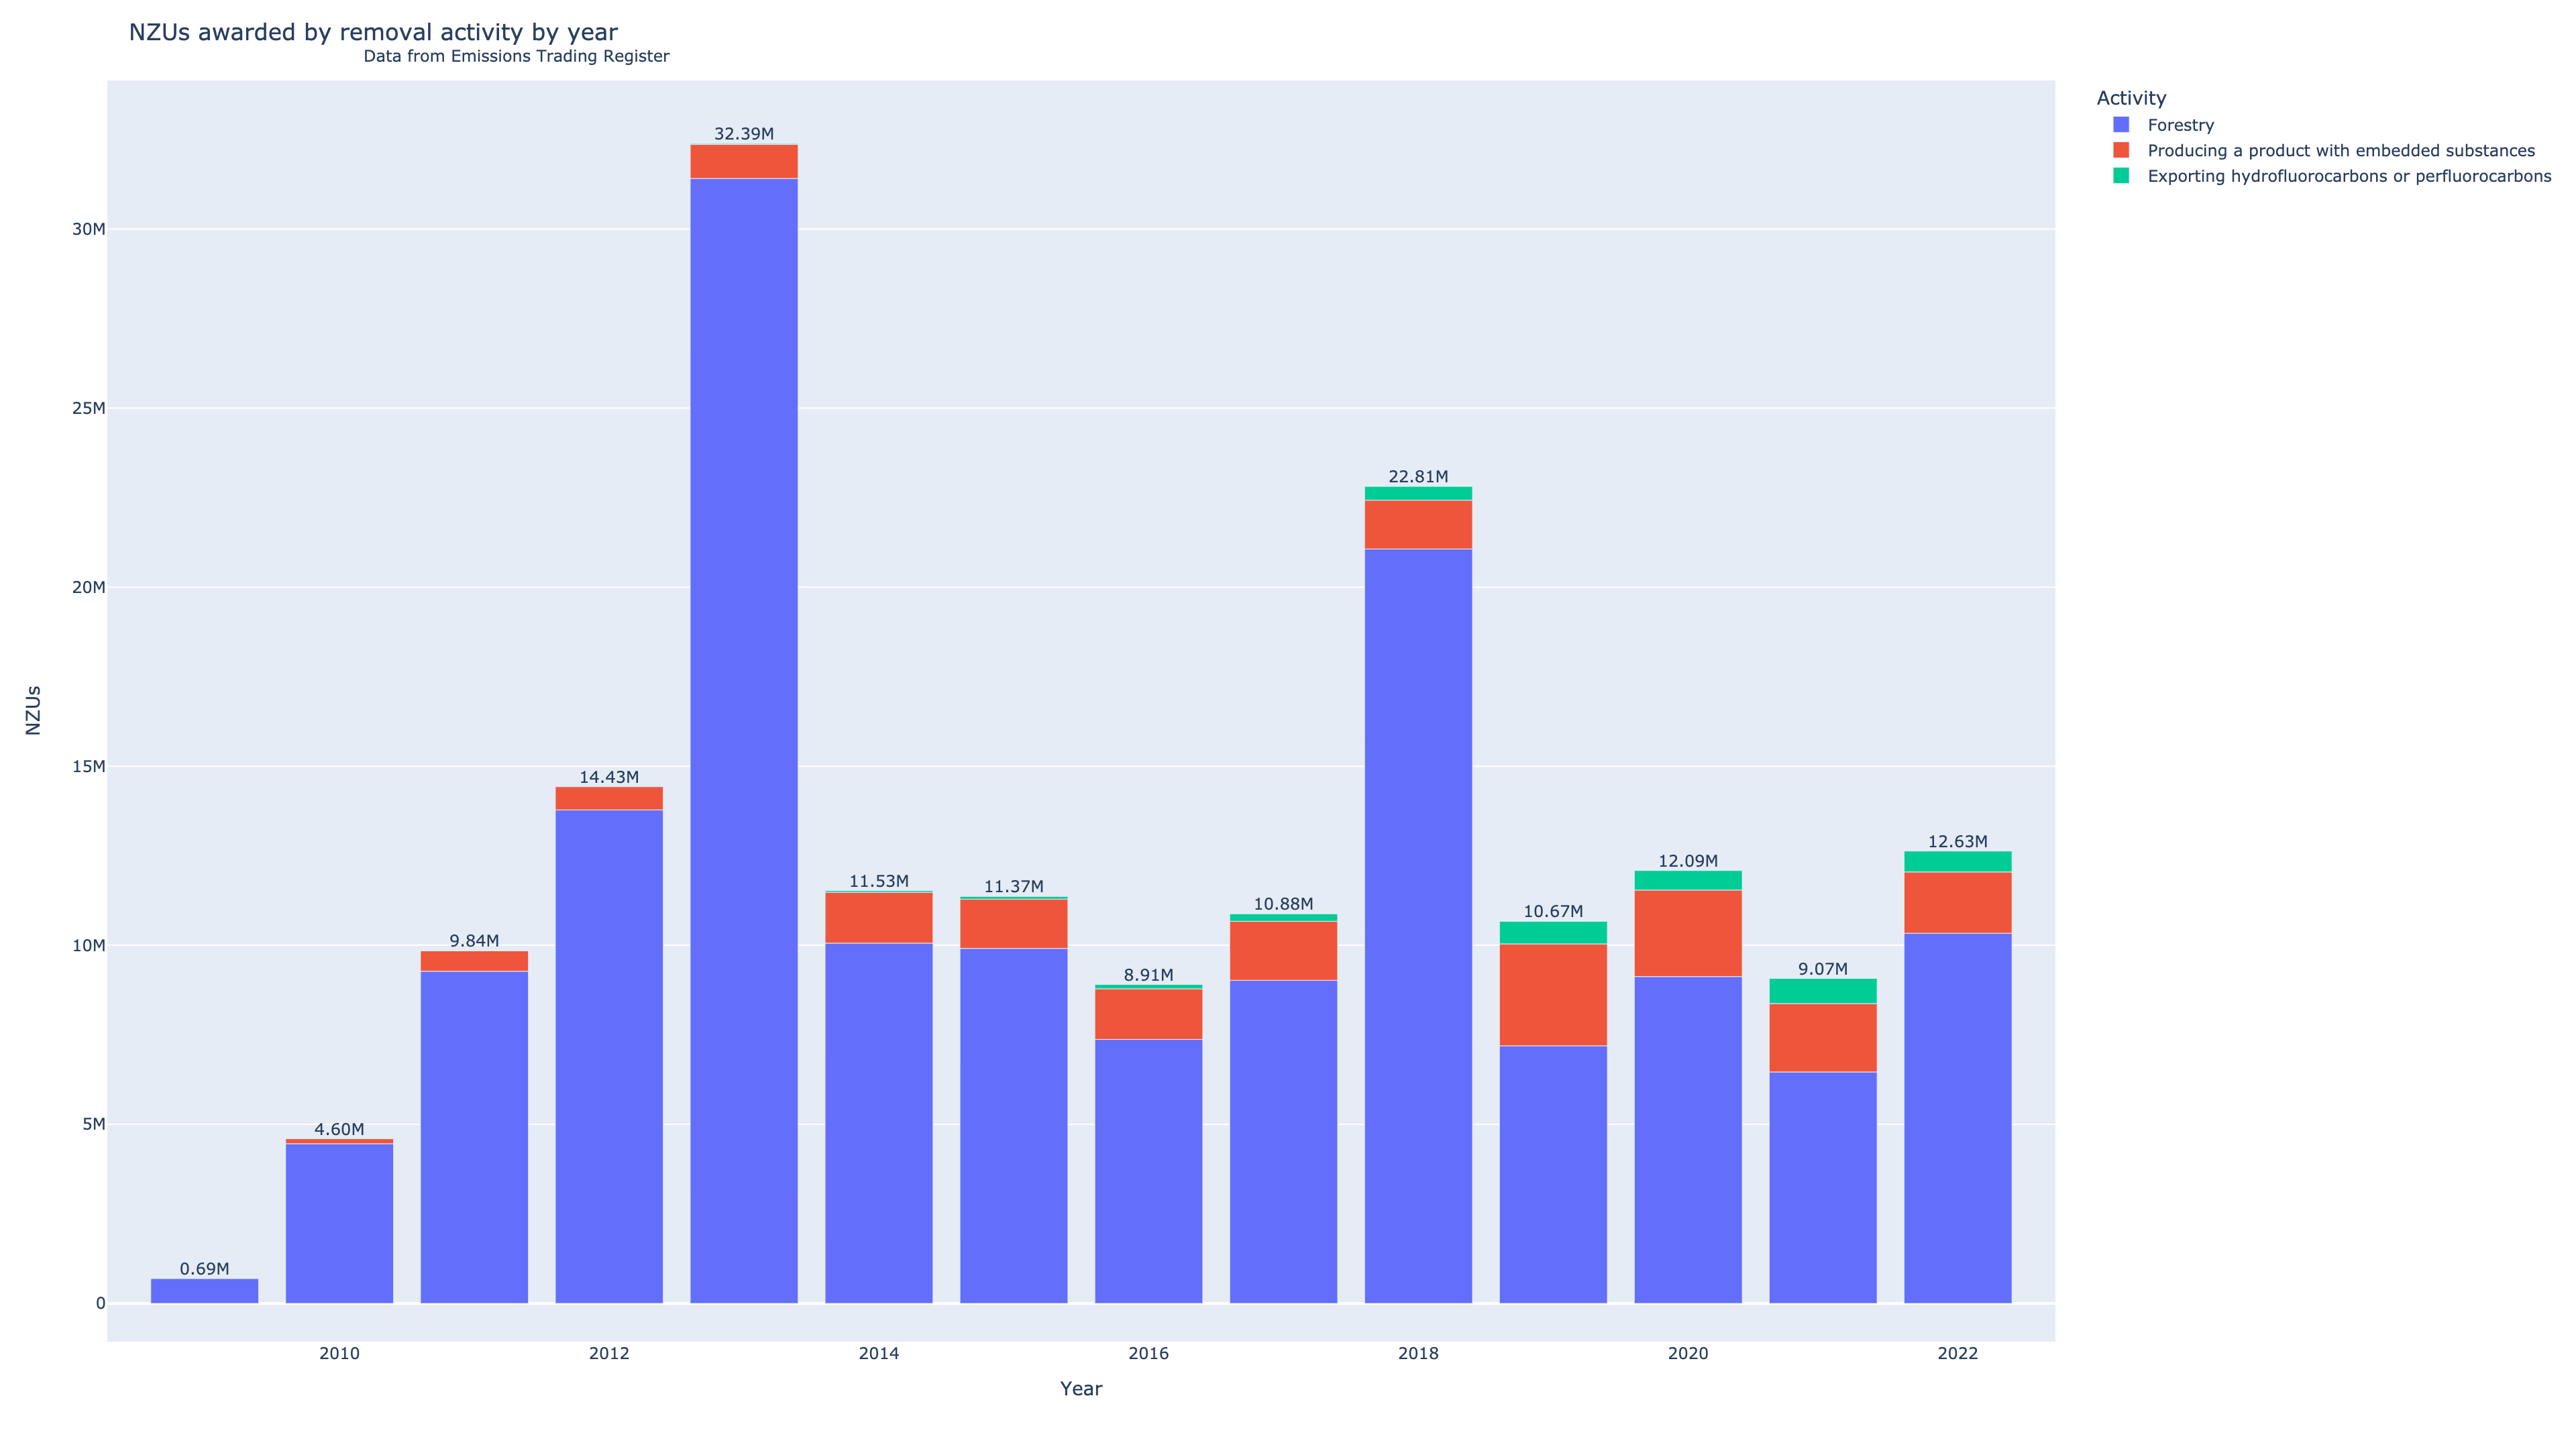 NZUs awarded by removal activity by year
Data from Emissions Trading Register
Activity
Forestry
Producing a product with embedded substances
Exporting hydrofluorocarbons or perfluorocarbons
NZUs
30M
25M
20M
15M
10M
5M
0
0.69M
4.60M
9.84M
14.43M
32.39M
11.53M
11.37M
8.91M
10.88M
22.81M
10.67M
12.09M
9.07M
12.63M
2010
2012
2014
2016
2018
2020
2022
Year